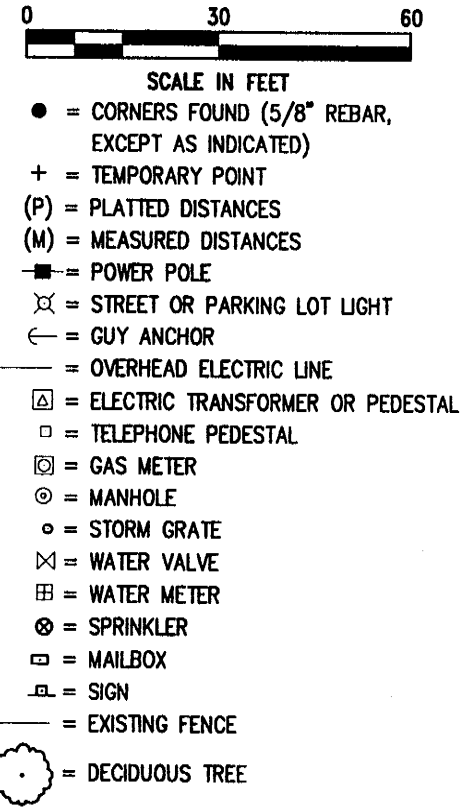 0 30 60
SCALE IN FEET
= CORNERS FOUND (5/8" REBAR,
EXCEPT AS INDICATED)
+ = TEMPORARY POINT
(P) = PLATTED DISTANCES
(M) = MEASURED DISTANCES
= POWER POLE
= STREET OR PARKING LOT LIGHT
= GUY ANCHOR
= OVERHEAD ELECTRIC LINE
= ELECTRIC TRANSFORMER OR PEDESTAL
= TELEPHONE PEDESTAL
= GAS METER
= MANHOLE
= STORM GRATE
= WATER VALVE
= WATER METER
= SPRINKLER
= MAILBOX
= SIGN
= EXISTING FENCE
= DECIDUOUS TREE